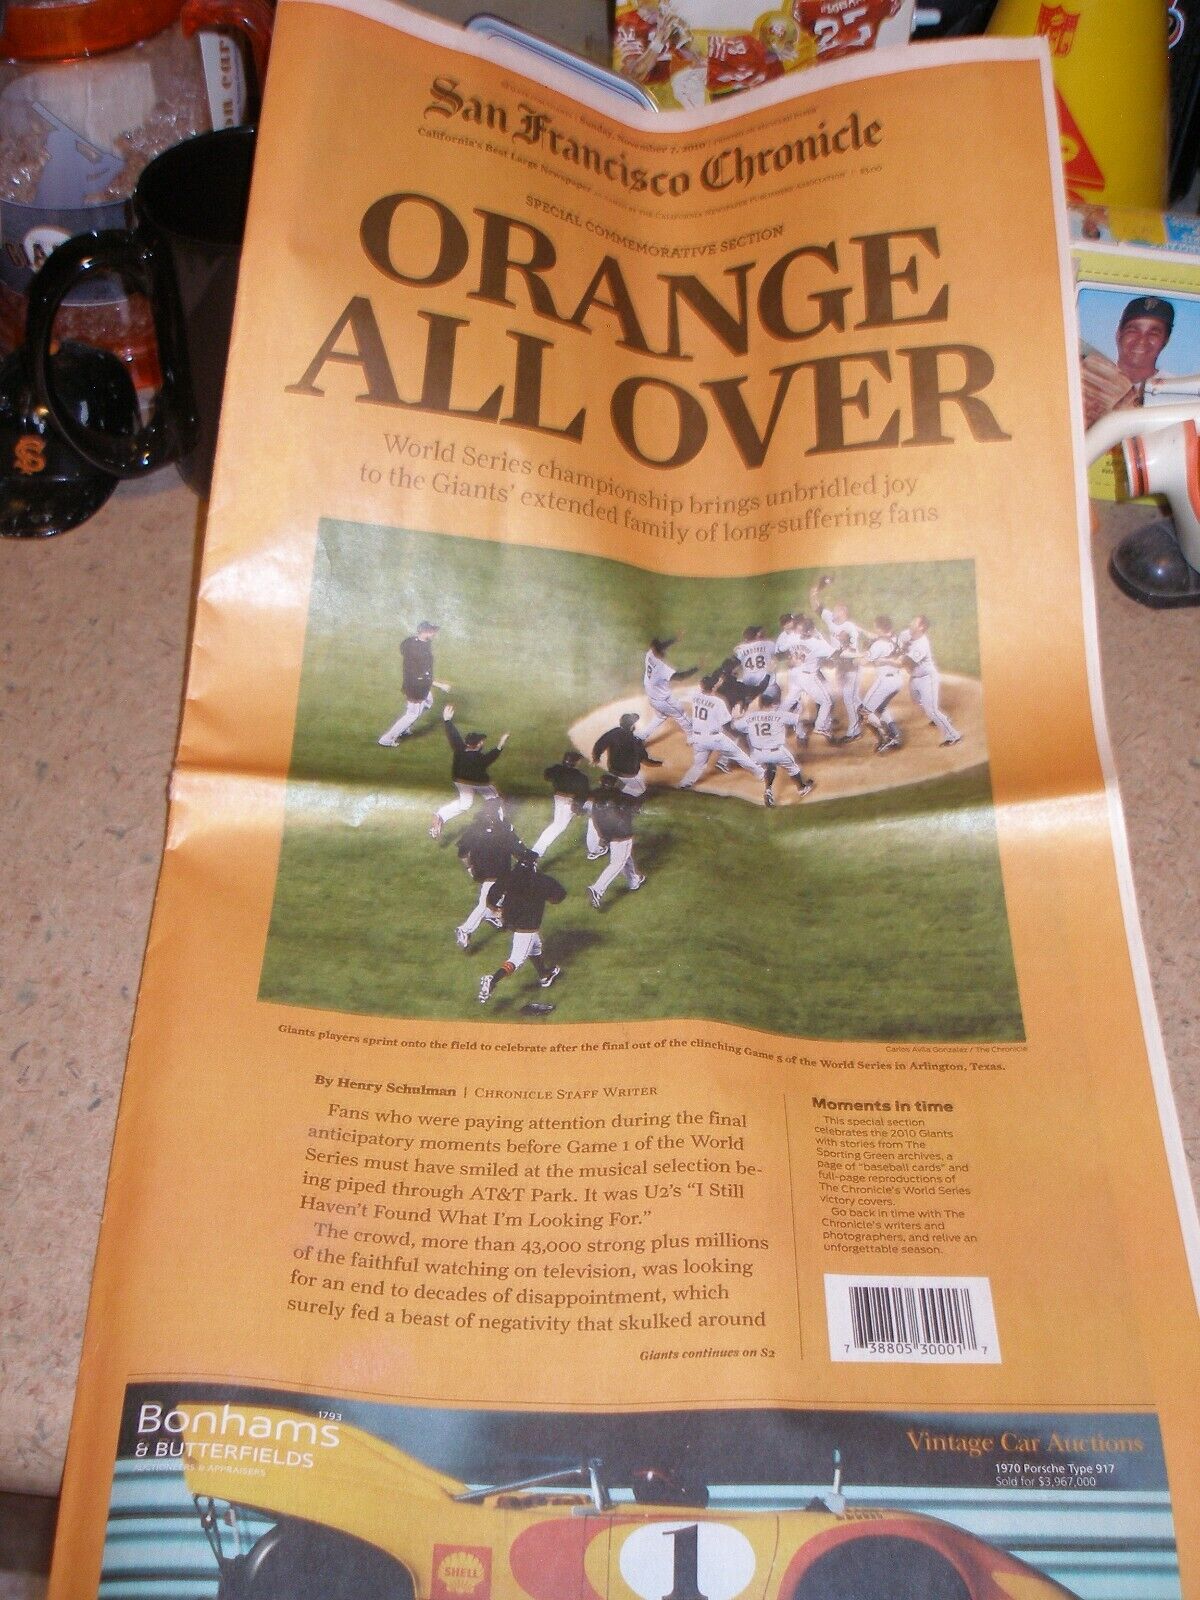 Sunday, November 7, 2010
San Francisco Chronicle
California's Best Large Newspaper
SPECIAL COMMEMORATIVE SECTION
ORANGE
ALL OVER
World Series championship brings unbridled joy
to the Giants' extended family of long-suffering fans
48
10
12
Giants players sprint onto the field to celebrate after the final out of the clinching Game 5 of the World Series in Arlington, Texas.
Carlos Avila Gonzalez / The Chronicle
By Henry Schulman | CHRONICLE STAFF WRITER
Fans who were paying attention during the final
anticipatory moments before Game 1 of the World
Series must have smiled at the musical selection be-
ing piped through AT&T Park. It was U2's "I Still
Haven't Found What I'm Looking For."
The crowd, more than 43,000 strong plus millions
of the faithful watching on television, was looking
for an end to decades of disappointment, which
surely fed a beast of negativity that skulked around
Giants continues on S2
Moments in time
This special section
celebrates the 2010 Giants
with stories from The
Sporting Green archives, a
page of "baseball cards" and
full-page reproductions of
The Chronicle's World Series
victory covers.
Go back in time with The
Chronicle's writers and
photographers, and relive an
unforgettable season.
7 38805 30001 7
Bonhams
1793
& BUTTERFIELDS
AUCTIONEERS & APPRAISERS
Vintage Car Auctions
1970 Porsche Type 917
Sold for $3,967,000
SHELL
1
27